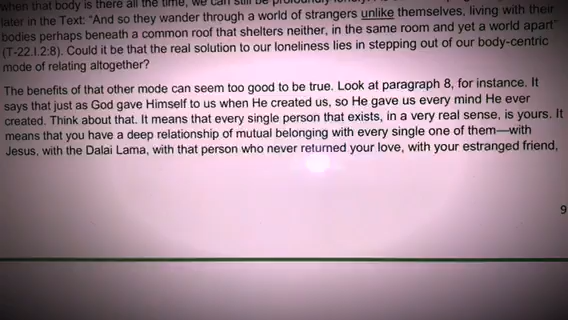 when that body is there all the time, we can still be profoundly
later in the Text: “And so they wander through a world of strangers unlike themselves, living with their
bodies perhaps beneath a common roof that shelters neither, in the same room and yet a world apart”
(T-22.I.2:8). Could it be that the real solution to our loneliness lies in stepping out of our body-centric
mode of relating altogether?
The benefits of that other mode can seem too good to be true. Look at paragraph 8, for instance. It
says that just as God gave Himself to us when He created us, so He gave us every mind He ever
created. Think about that. It means that every single person that exists, in a very real sense, is yours. It
means that you have a deep relationship of mutual belonging with every single one of them—with
Jesus, with the Dalai Lama, with that person who never returned your love, with your estranged friend,
9